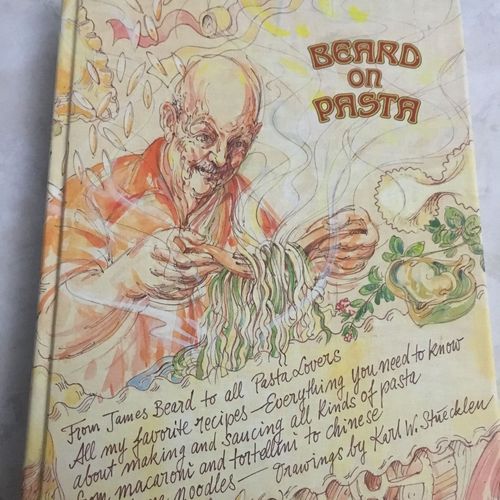 BEARD
ON
PASTA
From James Beard to all Pasta Lovers
All my favorite recipes—Everything you need to know
about making and saucing all kinds of pasta
from macaroni and tortellini to chinese
Noodles— Drawings by Karl W. Stuecklen